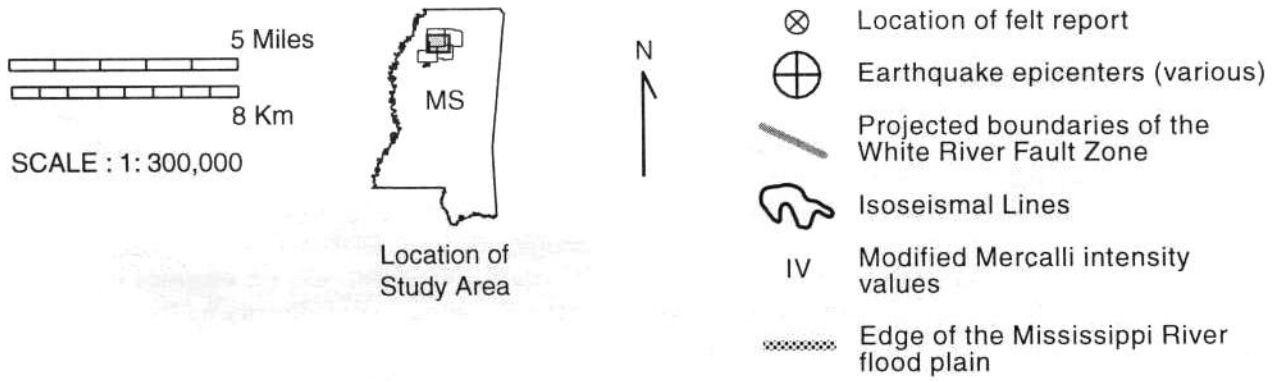 5 Miles
8 Km
SCALE : 1: 300,000
MS
Location of
Study Area
N
Location of felt report
Earthquake epicenters (various)
Projected boundaries of the
White River Fault Zone
Isoseismal Lines
IV
Modified Mercalli intensity
values
Edge of the Mississippi River
flood plain